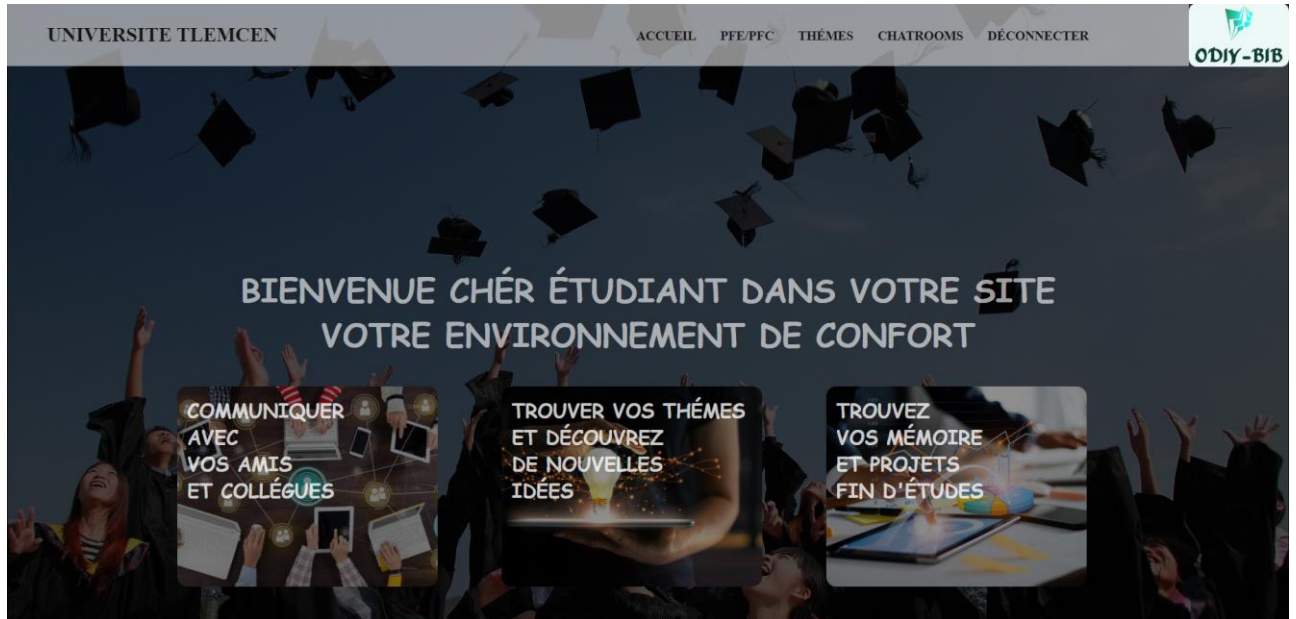 UNIVERSITE TLEMCEN
ACCUEIL PFE/PFC THÉMES CHATROOMS DÉCONNECTER
ODIY-BIB
BIENVENUE CHÉR ÉTUDIANT DANS VOTRE SITE
VOTRE ENVIRONNEMENT DE CONFORT
COMMUNIQUER
AVEC
VOS AMIS
ET COLLÉGUES
TROUVER VOS THÉMES
ET DÉCOUVREZ
DE NOUVELLES
IDÉES
TROUVEZ
VOS MÉMOIRE
ET PROJETS
FIN D'ÉTUDES